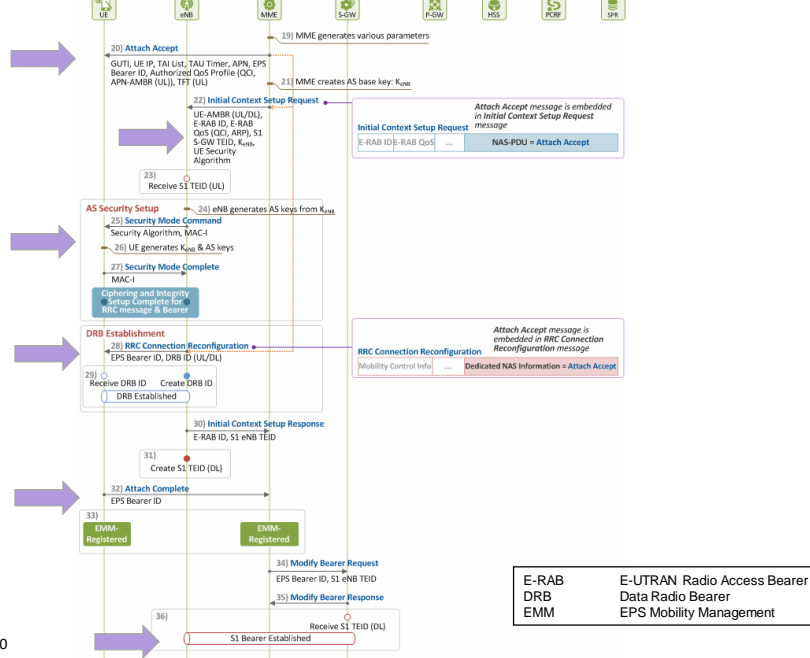 UE eNB MME S-GW P-GW HSS PCRF SPR
19) MME generates various parameters
20) Attach Accept
GUTI, UE IP, TAI List, TAU Timer, APN, EPS
Bearer ID, Authorized QoS Profile (QCI,
APN-AMBR (UL)), TFT (UL)
21) MME creates AS base key: KeNB
22) Initial Context Setup Request
UE-AMBR (UL/DL),
E-RAB ID, E-RAB
QoS (QCI, ARP), S1
S-GW TEID, KeNB,
UE Security
Algorithm
Attach Accept message is embedded
in Initial Context Setup Request
message
Initial Context Setup Request
E-RAB ID E-RAB QoS ... NAS-PDU = Attach Accept
23)
Receive S1 TEID (UL)
AS Security Setup
24) eNB generates AS keys from KeNB
25) Security Mode Command
Security Algorithm, MAC-I
26) UE generates KeNB & AS keys
27) Security Mode Complete
MAC-I
Ciphering and Integrity
Setup Complete for
RRC message & Bearer
DRB Establishment
28) RRC Connection Reconfiguration
EPS Bearer ID, DRB ID (UL/DL)
Attach Accept message is
embedded in RRC Connection
Reconfiguration message
RRC Connection Reconfiguration
Mobility Control Info ... Dedicated NAS Information = Attach Accept
29)
Receive DRB ID Create DRB ID
DRB Established
30) Initial Context Setup Response
E-RAB ID, S1 eNB TEID
31)
Create S1 TEID (DL)
32) Attach Complete
EPS Bearer ID
33)
EMM-
Registered
EMM-
Registered
34) Modify Bearer Request
EPS Bearer ID, S1 eNB TEID
35) Modify Bearer Response
36)
Receive S1 TEID (DL)
S1 Bearer Established
E-RAB E-UTRAN Radio Access Bearer
DRB Data Radio Bearer
EMM EPS Mobility Management
0